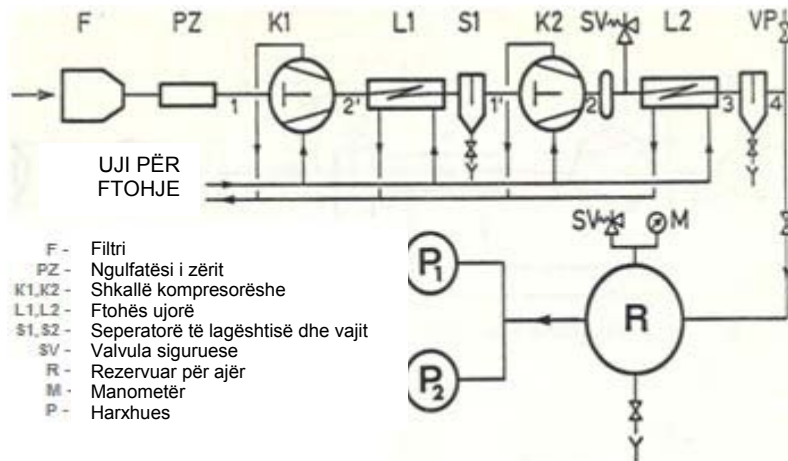 F PZ K1 L1 S1 K2 SV L2 VP
1 2' 1' 2 3 4
UJI PËR
FTOHJE
SV M
P1
R
P2
F - Filtri
PZ - Ngulfatësi i zërit
K1,K2 - Shkallë kompresorëshe
L1,L2 - Ftohës ujorë
S1,S2 - Seperatorë të lagështisë dhe vajit
SV - Valvula siguruese
R - Rezervuar për ajër
M - Manometër
P - Harxhues